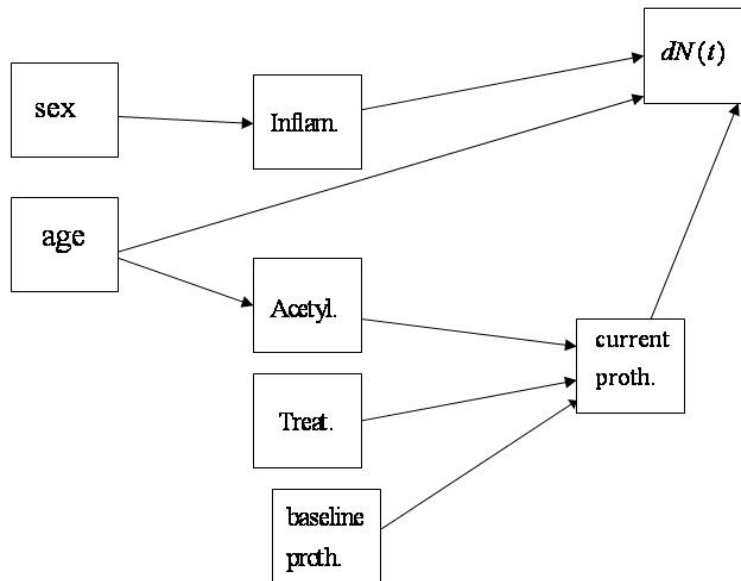 dN(t)
sex
Inflam.
age
Acetyl.
current
proth.
Treat.
baseline
proth.